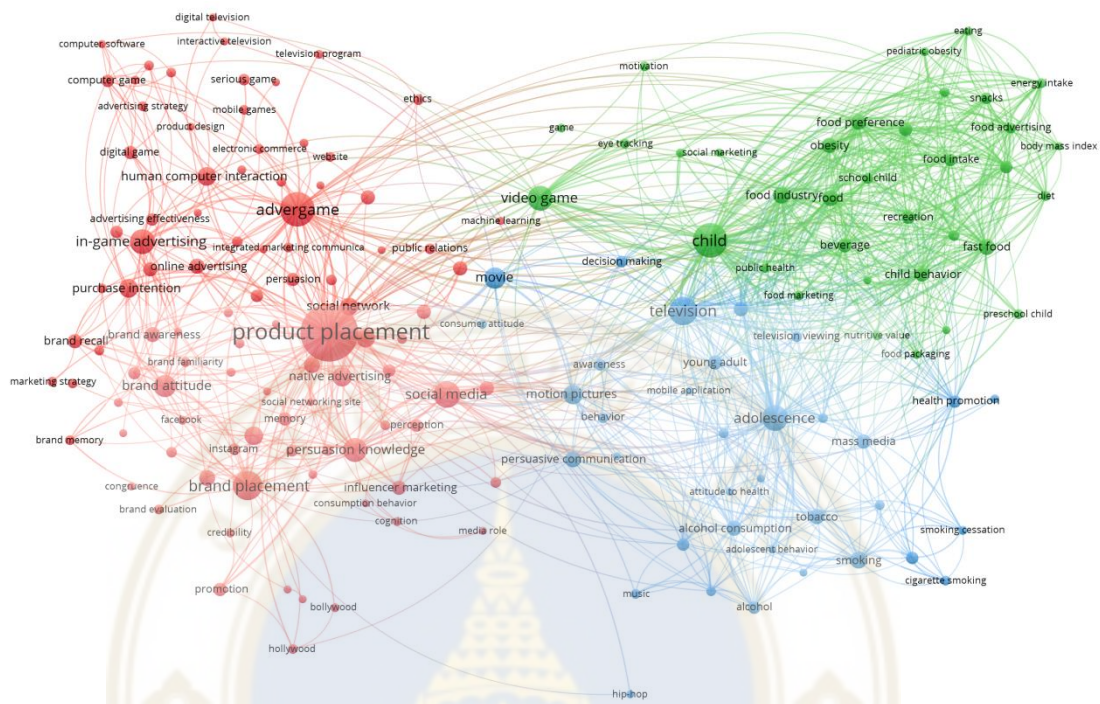 digital television
computer software
interactive television
television program
computer game
serious game
advertising strategy
mobile games
ethics
product design
digital game
electronic commerce
website
human computer interaction
advergame
advertising effectiveness
in-game advertising
integrated marketing communica
public relations
online advertising
persuasion
purchase intention
social network
product placement
brand awareness
brand recall
brand familiarity
native advertising
marketing strategy
brand attitude
social networking site
social media
facebook
memory
perception
brand memory
instagram
persuasion knowledge
congruence
brand placement
influencer marketing
consumption behavior
brand evaluation
cognition
credibility
media role
promotion
bollywood
hollywood
machine learning
eating
pediatric obesity
motivation
energy intake
snacks
game
food preference
food advertising
eye tracking
social marketing
obesity
body mass index
food intake
school child
video game
food industry
food
diet
recreation
child
beverage
fast food
public health
child behavior
food marketing
preschool child
nutritive value
food packaging
decision making
movie
consumer attitude
television
television viewing
awareness
young adult
motion pictures
mobile application
health promotion
behavior
adolescence
mass media
persuasive communication
attitude to health
tobacco
alcohol consumption
smoking cessation
adolescent behavior
smoking
cigarette smoking
music
alcohol
hip-hop